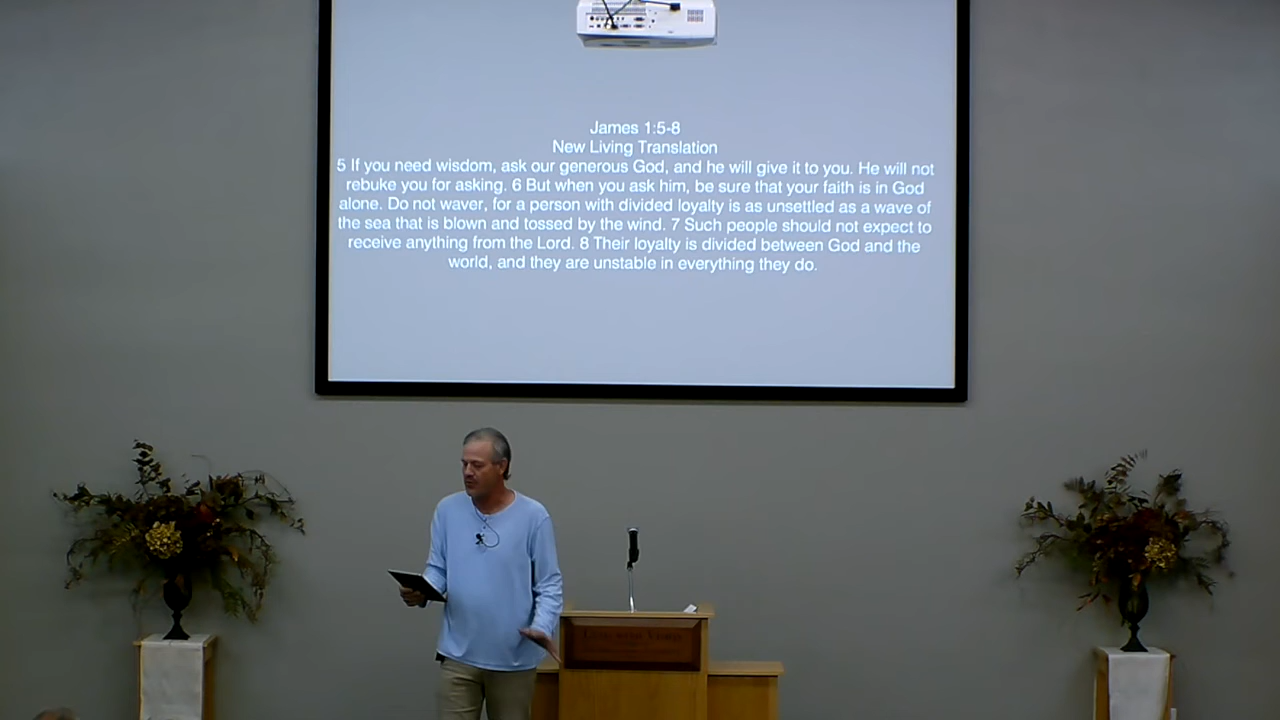 James 1:5-8
New Living Translation
5 If you need wisdom, ask our generous God, and he will give it to you. He will not
rebuke you for asking. 6 But when you ask him, be sure that your faith is in God
alone. Do not waver, for a person with divided loyalty is as unsettled as a wave of
the sea that is blown and tossed by the wind. 7 Such people should not expect to
receive anything from the Lord. 8 Their loyalty is divided between God and the
world, and they are unstable in everything they do.